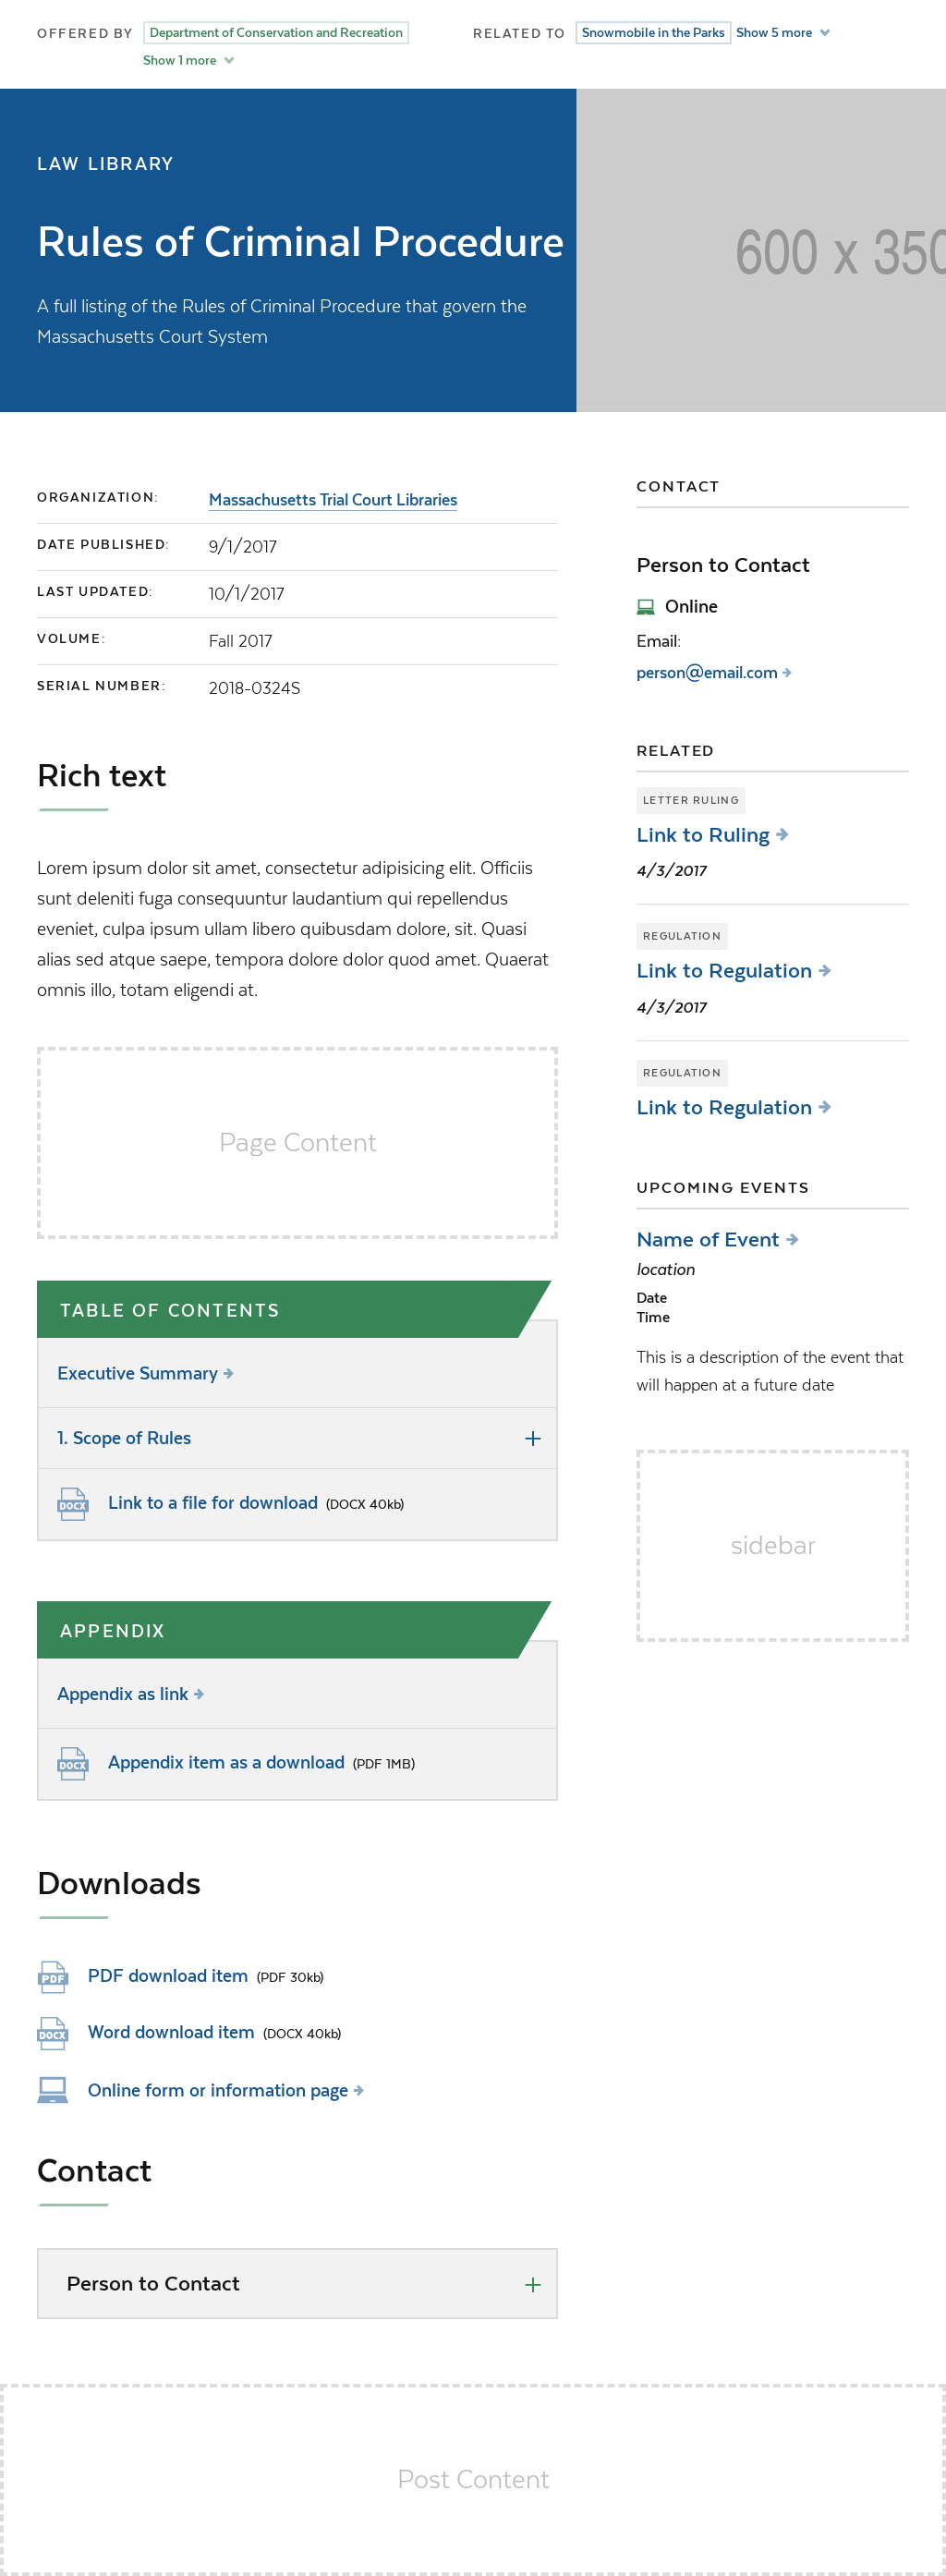 OFFERED BY Department of Conservation and Recreation
Show 1 more
RELATED TO Snowmobile in the Parks Show 5 more
LAW LIBRARY
Rules of Criminal Procedure
A full listing of the Rules of Criminal Procedure that govern the
Massachusetts Court System
600 x 350
ORGANIZATION: Massachusetts Trial Court Libraries
DATE PUBLISHED: 9/1/2017
LAST UPDATED: 10/1/2017
VOLUME: Fall 2017
SERIAL NUMBER: 2018-0324S
Rich text
Lorem ipsum dolor sit amet, consectetur adipisicing elit. Officiis
sunt deleniti fuga consequuntur laudantium qui repellendus
eveniet, culpa ipsum ullam libero quibusdam dolore, sit. Quasi
alias sed atque saepe, tempora dolore dolor quod amet. Quaerat
omnis illo, totam eligendi at.
Page Content
TABLE OF CONTENTS
Executive Summary
1. Scope of Rules
DOCX Link to a file for download (DOCX 40kb)
APPENDIX
Appendix as link
DOCX Appendix item as a download (PDF 1MB)
Downloads
PDF PDF download item (PDF 30kb)
DOCX Word download item (DOCX 40kb)
Online form or information page
Contact
Person to Contact
CONTACT
Person to Contact
Online
Email:
person@email.com
RELATED
LETTER RULING
Link to Ruling
4/3/2017
REGULATION
Link to Regulation
4/3/2017
REGULATION
Link to Regulation
UPCOMING EVENTS
Name of Event
location
Date
Time
This is a description of the event that
will happen at a future date
sidebar
Post Content